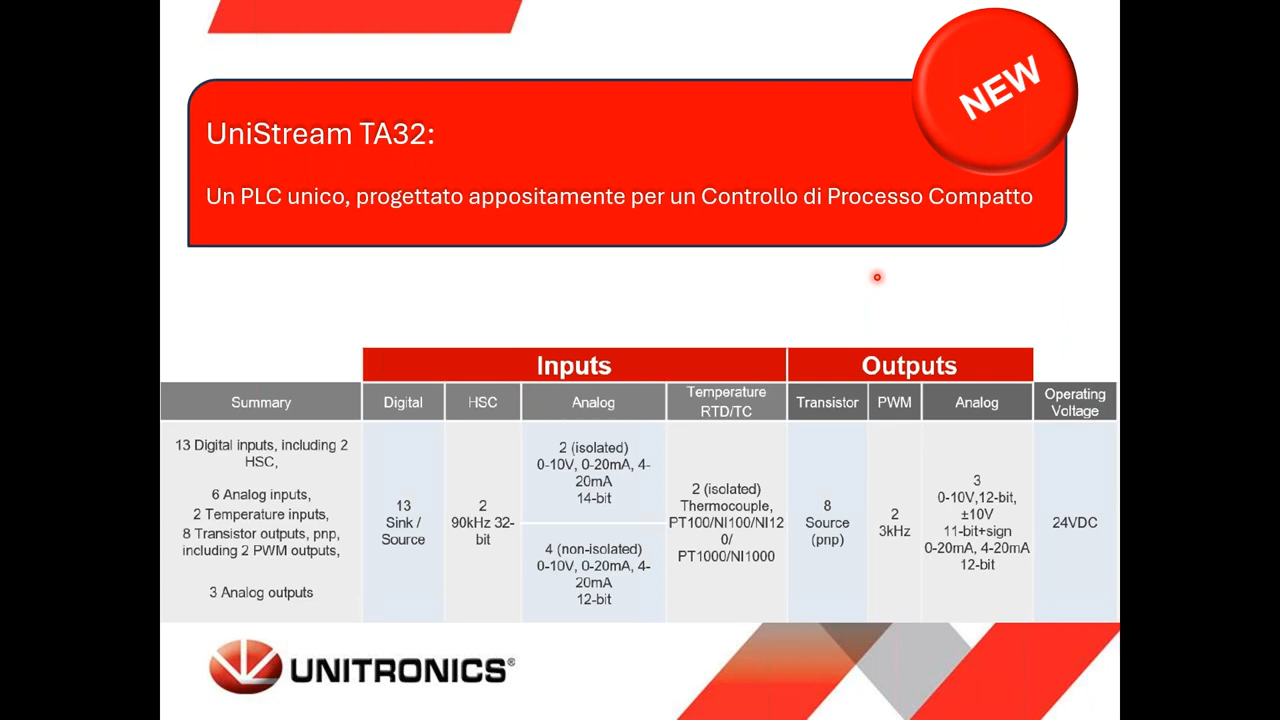 NEW
UniStream TA32:
Un PLC unico, progettato appositamente per un Controllo di Processo Compatto
Inputs
Outputs
Summary
Digital
HSC
Analog
Temperature
RTD/TC
Transistor
PWM
Analog
Operating
Voltage
13 Digital inputs, including 2
HSC,
6 Analog inputs,
2 Temperature inputs,
8 Transistor outputs, pnp,
including 2 PWM outputs,
3 Analog outputs
13
Sink /
Source
2
90kHz 32-
bit
2 (isolated)
0-10V, 0-20mA, 4-
20mA
14-bit
4 (non-isolated)
0-10V, 0-20mA, 4-
20mA
12-bit
2 (isolated)
Thermocouple,
PT100/NI100/NI12
0/
PT1000/NI1000
8
Source
(pnp)
2
3kHz
3
0-10V,12-bit,
±10V
11-bit+sign
0-20mA, 4-20mA
12-bit
24VDC
UNITRONICS®